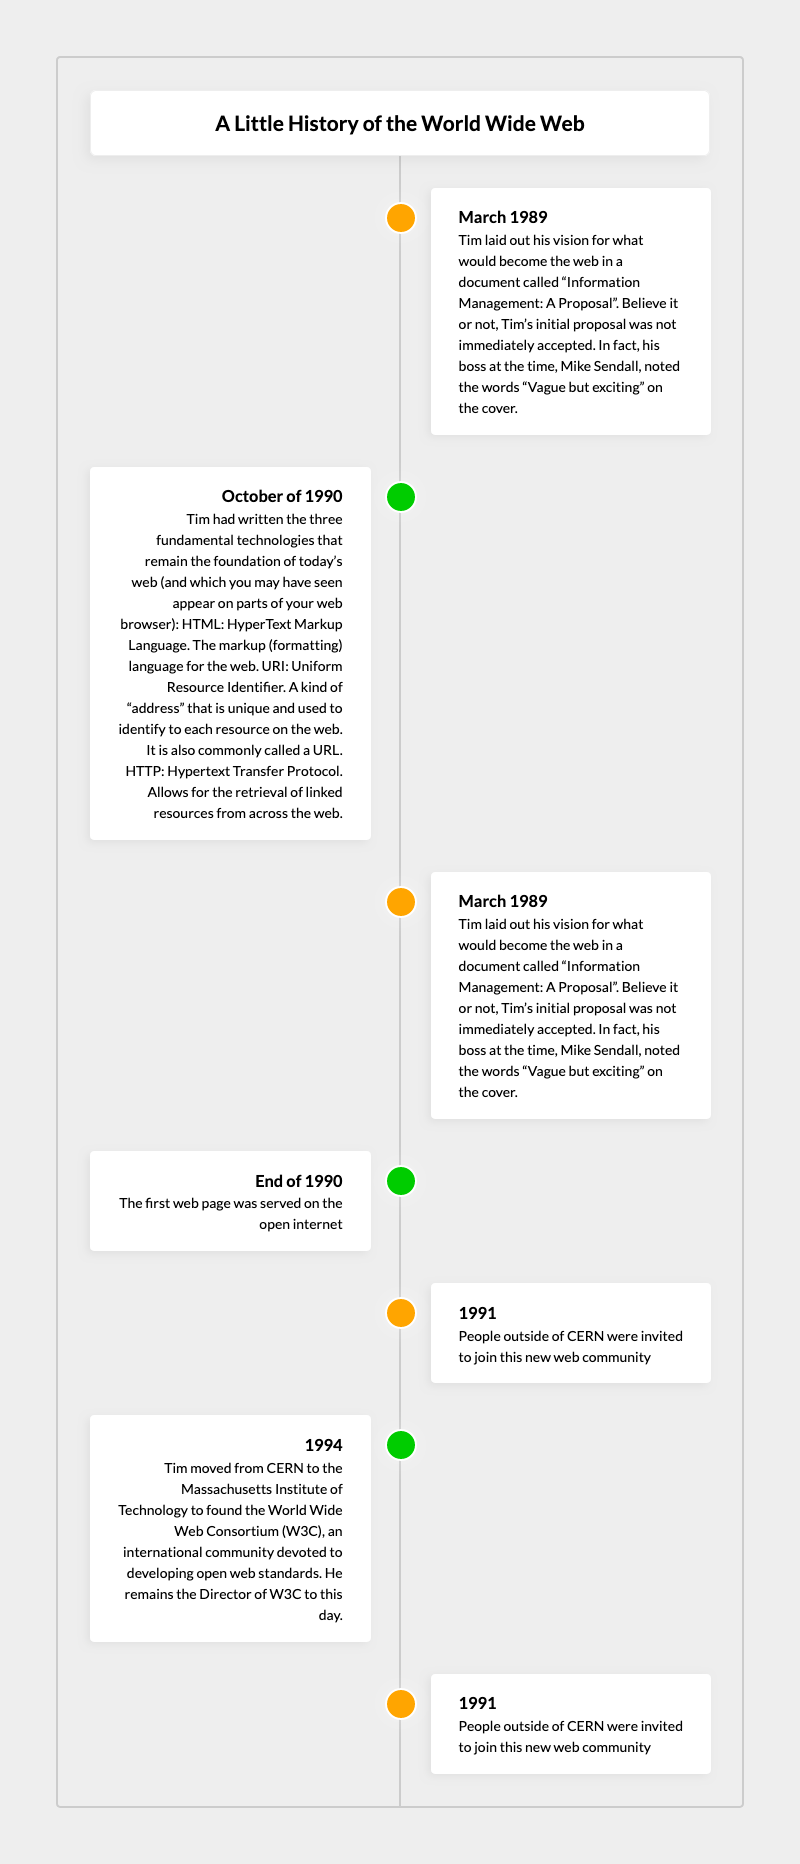 A Little History of the World Wide Web
March 1989
Tim laid out his vision for what
would become the web in a
document called “Information
Management: A Proposal”. Believe it
or not, Tim’s initial proposal was not
immediately accepted. In fact, his
boss at the time, Mike Sendall, noted
the words “Vague but exciting” on
the cover.
October of 1990
Tim had written the three
fundamental technologies that
remain the foundation of today’s
web (and which you may have seen
appear on parts of your web
browser): HTML: HyperText Markup
Language. The markup (formatting)
language for the web. URI: Uniform
Resource Identifier. A kind of
“address” that is unique and used to
identify to each resource on the web.
It is also commonly called a URL.
HTTP: Hypertext Transfer Protocol.
Allows for the retrieval of linked
resources from across the web.
March 1989
Tim laid out his vision for what
would become the web in a
document called “Information
Management: A Proposal”. Believe it
or not, Tim’s initial proposal was not
immediately accepted. In fact, his
boss at the time, Mike Sendall, noted
the words “Vague but exciting” on
the cover.
End of 1990
The first web page was served on the
open internet
1991
People outside of CERN were invited
to join this new web community
1994
Tim moved from CERN to the
Massachusetts Institute of
Technology to found the World Wide
Web Consortium (W3C), an
international community devoted to
developing open web standards. He
remains the Director of W3C to this
day.
1991
People outside of CERN were invited
to join this new web community